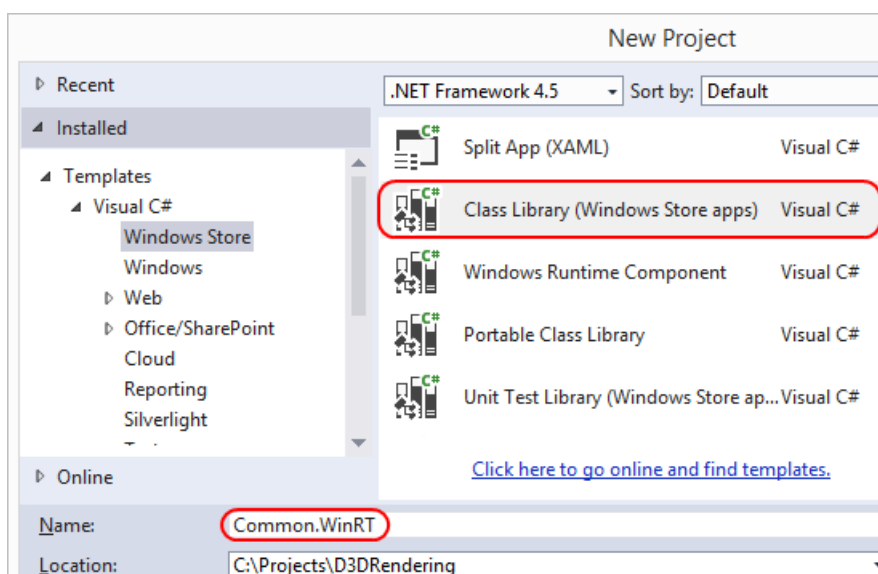 New Project
Recent
.NET Framework 4.5 Sort by: Default
Installed
Templates
Visual C#
Windows Store
Windows
Web
Office/SharePoint
Cloud
Reporting
Silverlight
C# Split App (XAML) Visual C#
C# Class Library (Windows Store apps) Visual C#
C# Windows Runtime Component Visual C#
C# Portable Class Library Visual C#
C# Unit Test Library (Windows Store ap... Visual C#
Online
Click here to go online and find templates.
Name: Common.WinRT
Location: C:\Projects\D3DRendering